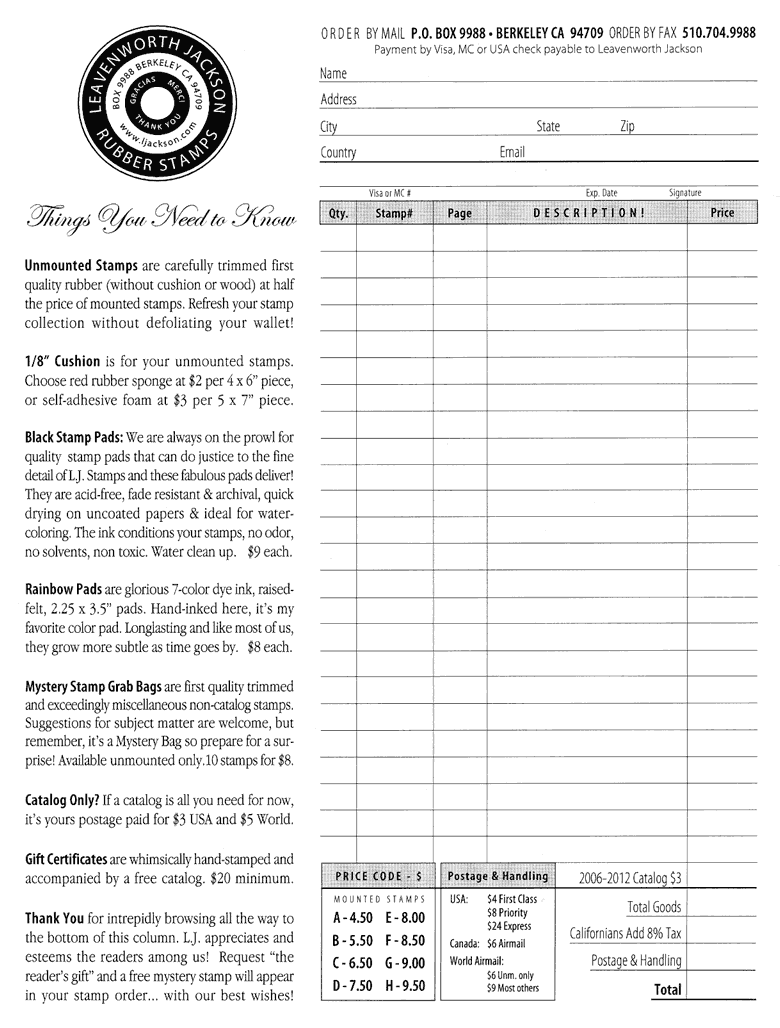 LEAVENWORTH JACKSON
RUBBER STAMPS
BOX 9988 BERKELEY CA 94709
www.ljackson.com
GRACIAS MERCI
THANK YOU
ORDER BY MAIL P.O. BOX 9988 • BERKELEY CA 94709 ORDER BY FAX 510.704.9988
Payment by Visa, MC or USA check payable to Leavenworth Jackson
Name
Address
City State Zip
Country Email
Visa or MC # Exp. Date Signature
Qty. Stamp# Page DESCRIPTION! Price
Things You Need to Know
Unmounted Stamps are carefully trimmed first
quality rubber (without cushion or wood) at half
the price of mounted stamps. Refresh your stamp
collection without defoliating your wallet!
1/8" Cushion is for your unmounted stamps.
Choose red rubber sponge at $2 per 4 x 6" piece,
or self-adhesive foam at $3 per 5 x 7" piece.
Black Stamp Pads: We are always on the prowl for
quality stamp pads that can do justice to the fine
detail of L.J. Stamps and these fabulous pads deliver!
They are acid-free, fade resistant & archival, quick
drying on uncoated papers & ideal for water-
coloring. The ink conditions your stamps, no odor,
no solvents, non toxic. Water clean up. $9 each.
Rainbow Pads are glorious 7-color dye ink, raised-
felt, 2.25 x 3.5" pads. Hand-inked here, it's my
favorite color pad. Longlasting and like most of us,
they grow more subtle as time goes by. $8 each.
Mystery Stamp Grab Bags are first quality trimmed
and exceedingly miscellaneous non-catalog stamps.
Suggestions for subject matter are welcome, but
remember, it's a Mystery Bag so prepare for a sur-
prise! Available unmounted only.10 stamps for $8.
Catalog Only? If a catalog is all you need for now,
it's yours postage paid for $3 USA and $5 World.
Gift Certificates are whimsically hand-stamped and
accompanied by a free catalog. $20 minimum.
Thank You for intrepidly browsing all the way to
the bottom of this column. L.J. appreciates and
esteems the readers among us! Request "the
reader's gift" and a free mystery stamp will appear
in your stamp order... with our best wishes!
PRICE CODE - $
MOUNTED STAMPS
A - 4.50 E - 8.00
B - 5.50 F - 8.50
C - 6.50 G - 9.00
D - 7.50 H - 9.50
Postage & Handling
USA: $4 First Class
$8 Priority
$24 Express
Canada: $6 Airmail
World Airmail:
$6 Unm. only
$9 Most others
2006-2012 Catalog $3
Total Goods
Californians Add 8% Tax
Postage & Handling
Total